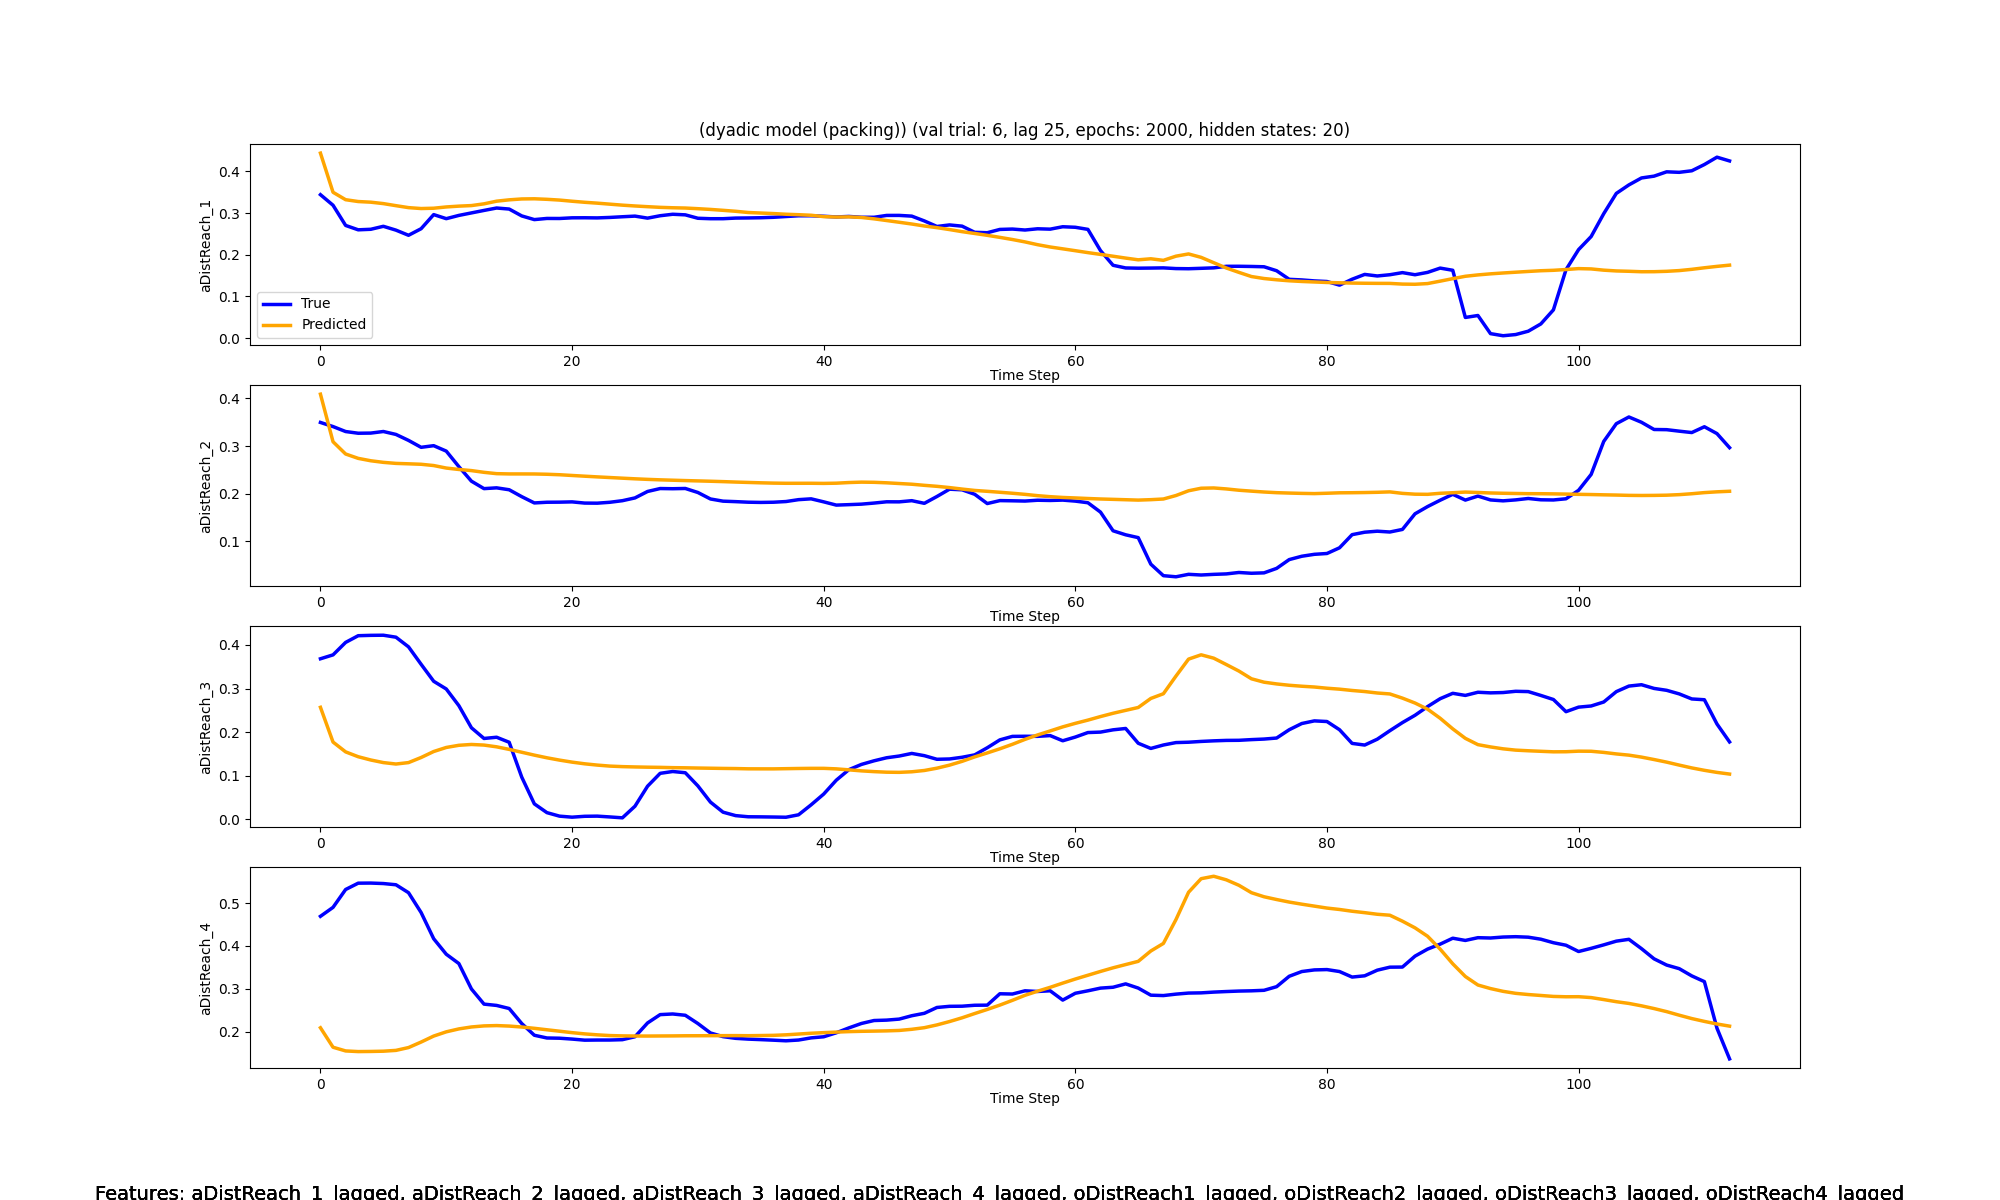 (dyadic model (packing)) (val trial: 6, lag 25, epochs: 2000, hidden states: 20)
0.4
0.3
0.2
0.1
0.0
aDistReach_1
True
Predicted
0 20 40 60 80 100
Time Step
0.4
0.3
0.2
0.1
aDistReach_2
0 20 40 60 80 100
Time Step
0.4
0.3
0.2
0.1
0.0
aDistReach_3
0 20 40 60 80 100
Time Step
0.5
0.4
0.3
0.2
aDistReach_4
0 20 40 60 80 100
Time Step
Features: aDistReach_1_lagged, aDistReach_2_lagged, aDistReach_3_lagged, aDistReach_4_lagged, oDistReach1_lagged, oDistReach2_lagged, oDistReach3_lagged, oDistReach4_lagged